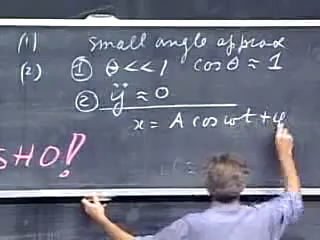 (1) small angle approx
(2) ① θ << 1 cos θ ≈ 1
② ÿ ≈ 0
x = A cos ωt + φ
SHO!